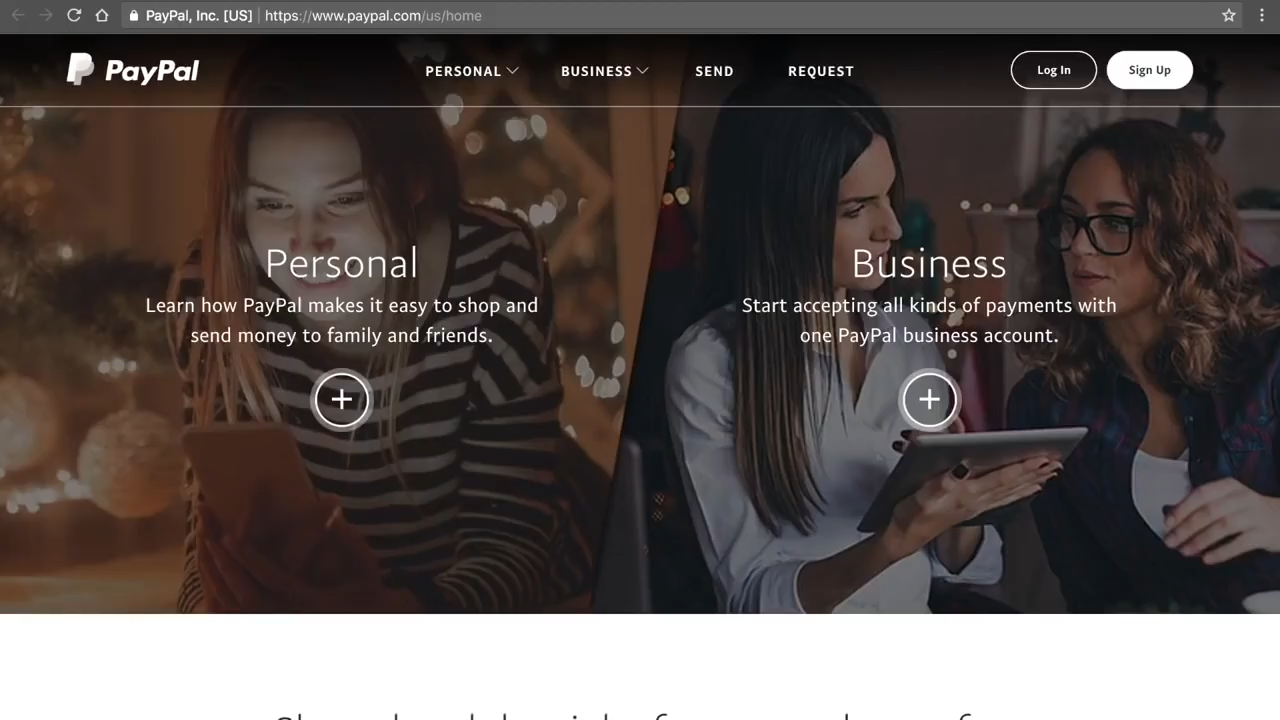 PayPal, Inc. [US] https://www.paypal.com/us/home
PayPal PERSONAL BUSINESS SEND REQUEST Log In Sign Up
Personal
Learn how PayPal makes it easy to shop and
send money to family and friends.
Business
Start accepting all kinds of payments with
one PayPal business account.